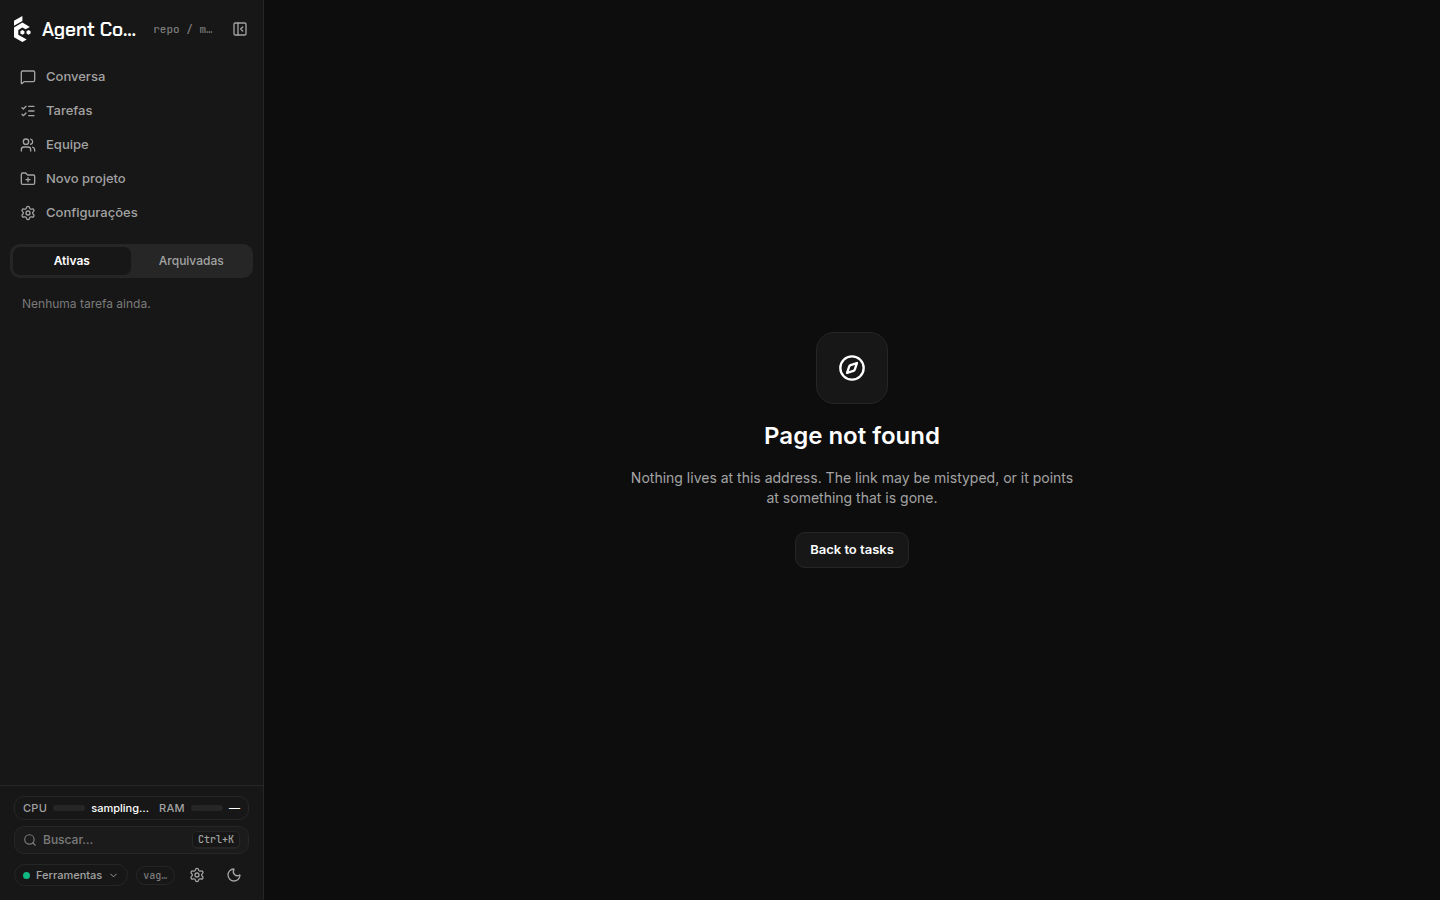 Agent Co...
repo / m…
Conversa
Tarefas
Equipe
Novo projeto
Configurações
Ativas
Arquivadas
Nenhuma tarefa ainda.
Page not found
Nothing lives at this address. The link may be mistyped, or it points
at something that is gone.
Back to tasks
CPU sampling… RAM —
Buscar... Ctrl+K
Ferramentas vag…